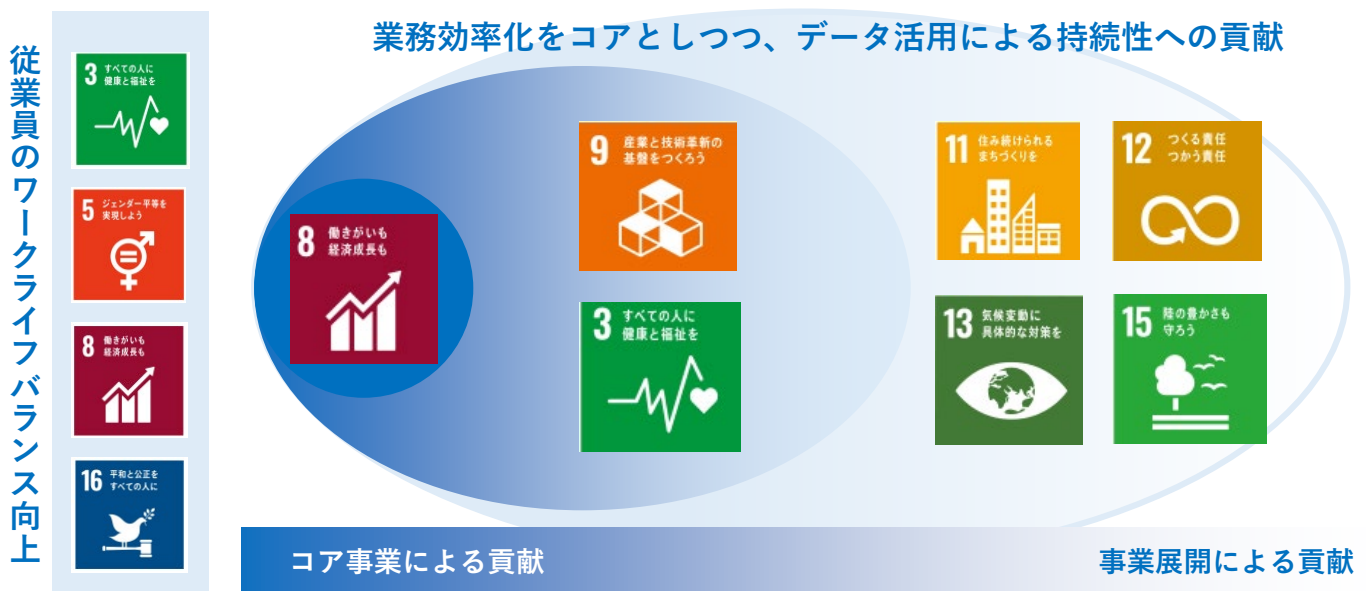 従業員のワークライフバランス向上
3 すべての人に
健康と福祉を
5 ジェンダー平等を
実現しよう
8 働きがいも
経済成長も
16 平和と公正を
すべての人に
業務効率化をコアとしつつ、データ活用による持続性への貢献
8 働きがいも
経済成長も
9 産業と技術革新の
基盤をつくろう
3 すべての人に
健康と福祉を
11 住み続けられる
まちづくりを
12 つくる責任
つかう責任
13 気候変動に
具体的な対策を
15 陸の豊かさも
守ろう
コア事業による貢献
事業展開による貢献